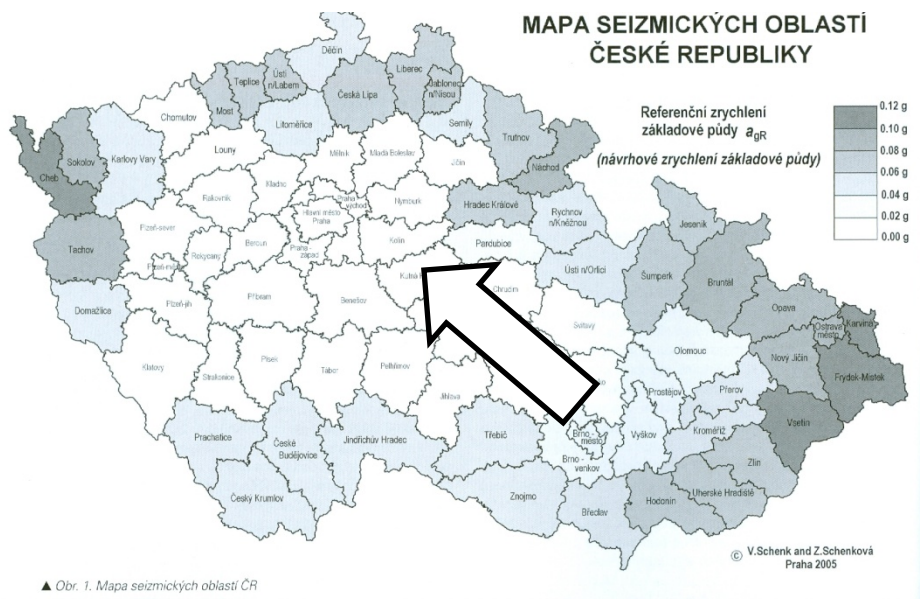 MAPA SEIZMICKÝCH OBLASTÍ
ČESKÉ REPUBLIKY
Referenční zrychlení
základové půdy agR
(návrhové zrychlení základové půdy)
0.12 g
0.10 g
0.08 g
0.06 g
0.04 g
0.02 g
0.00 g
Děčín
Ústí
n/Labem
Teplice
Most
Liberec
Jablonec
n/Nisou
Česká Lípa
Chomutov
Litoměřice
Semily
Trutnov
Náchod
Cheb
Sokolov
Karlovy Vary
Louny
Mělník
Mladá Boleslav
Jičín
Kladno
Rakovník
Praha
východ
Hlavní město
Praha
Nymburk
Hradec Králové
Rychnov
n/Kněžnou
Jeseník
Plzeň-sever
Beroun
Praha -
západ
Kolín
Pardubice
Tachov
Rokycany
Ústí n/Orlicí
Šumperk
Bruntál
Domažlice
Plzeň-jih
Příbram
Benešov
Chrudim
Svitavy
Opava
Ostrava
město
Karviná
Klatovy
Strakonice
Písek
Tábor
Pelhřimov
Jihlava
Olomouc
Nový Jičín
Frýdek-Místek
Prostějov
Přerov
Vsetín
Prachatice
České
Budějovice
Jindřichův Hradec
Třebíč
Brno-
město
Vyškov
Kroměříž
Brno -
venkov
Zlín
Český Krumlov
Znojmo
Břeclav
Hodonín
Uherské Hradiště
© V.Schenk and Z.Schenková
Praha 2005
▲ Obr. 1. Mapa seizmických oblastí ČR